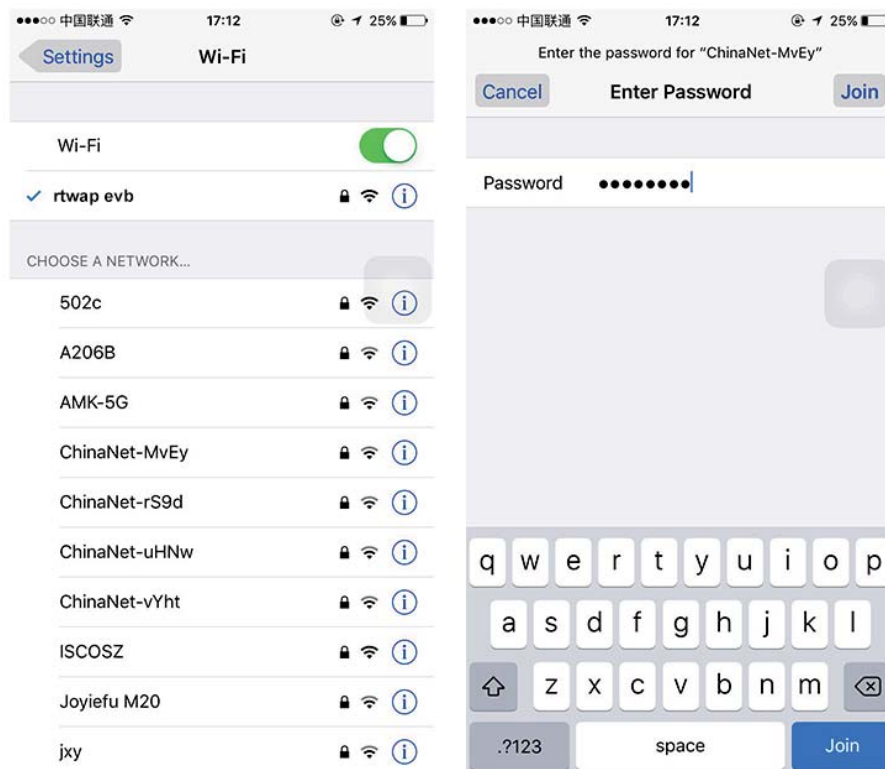 中国联通 17:12 25%
Settings Wi-Fi
Wi-Fi
rtwap evb
CHOOSE A NETWORK...
502c
A206B
AMK-5G
ChinaNet-MvEy
ChinaNet-rS9d
ChinaNet-uHNw
ChinaNet-vYht
ISCOSZ
Joyiefu M20
jxy
中国联通 17:12 25%
Enter the password for “ChinaNet-MvEy”
Cancel Enter Password Join
Password ••••••••
q w e r t y u i o p
a s d f g h j k l
z x c v b n m
.?123 space Join